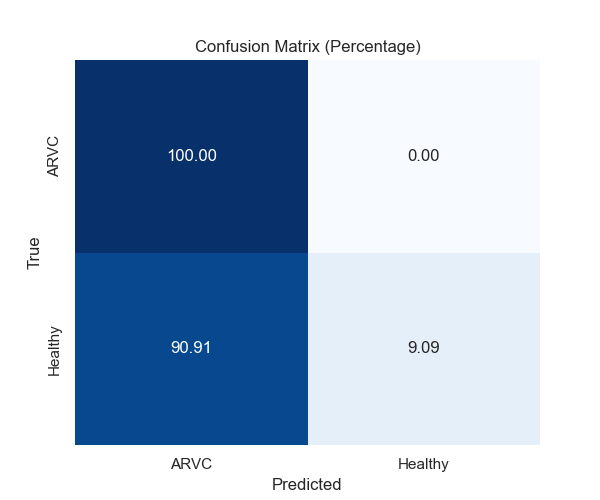 Confusion Matrix (Percentage)
True
ARVC
100.00
0.00
Healthy
90.91
9.09
ARVC
Healthy
Predicted